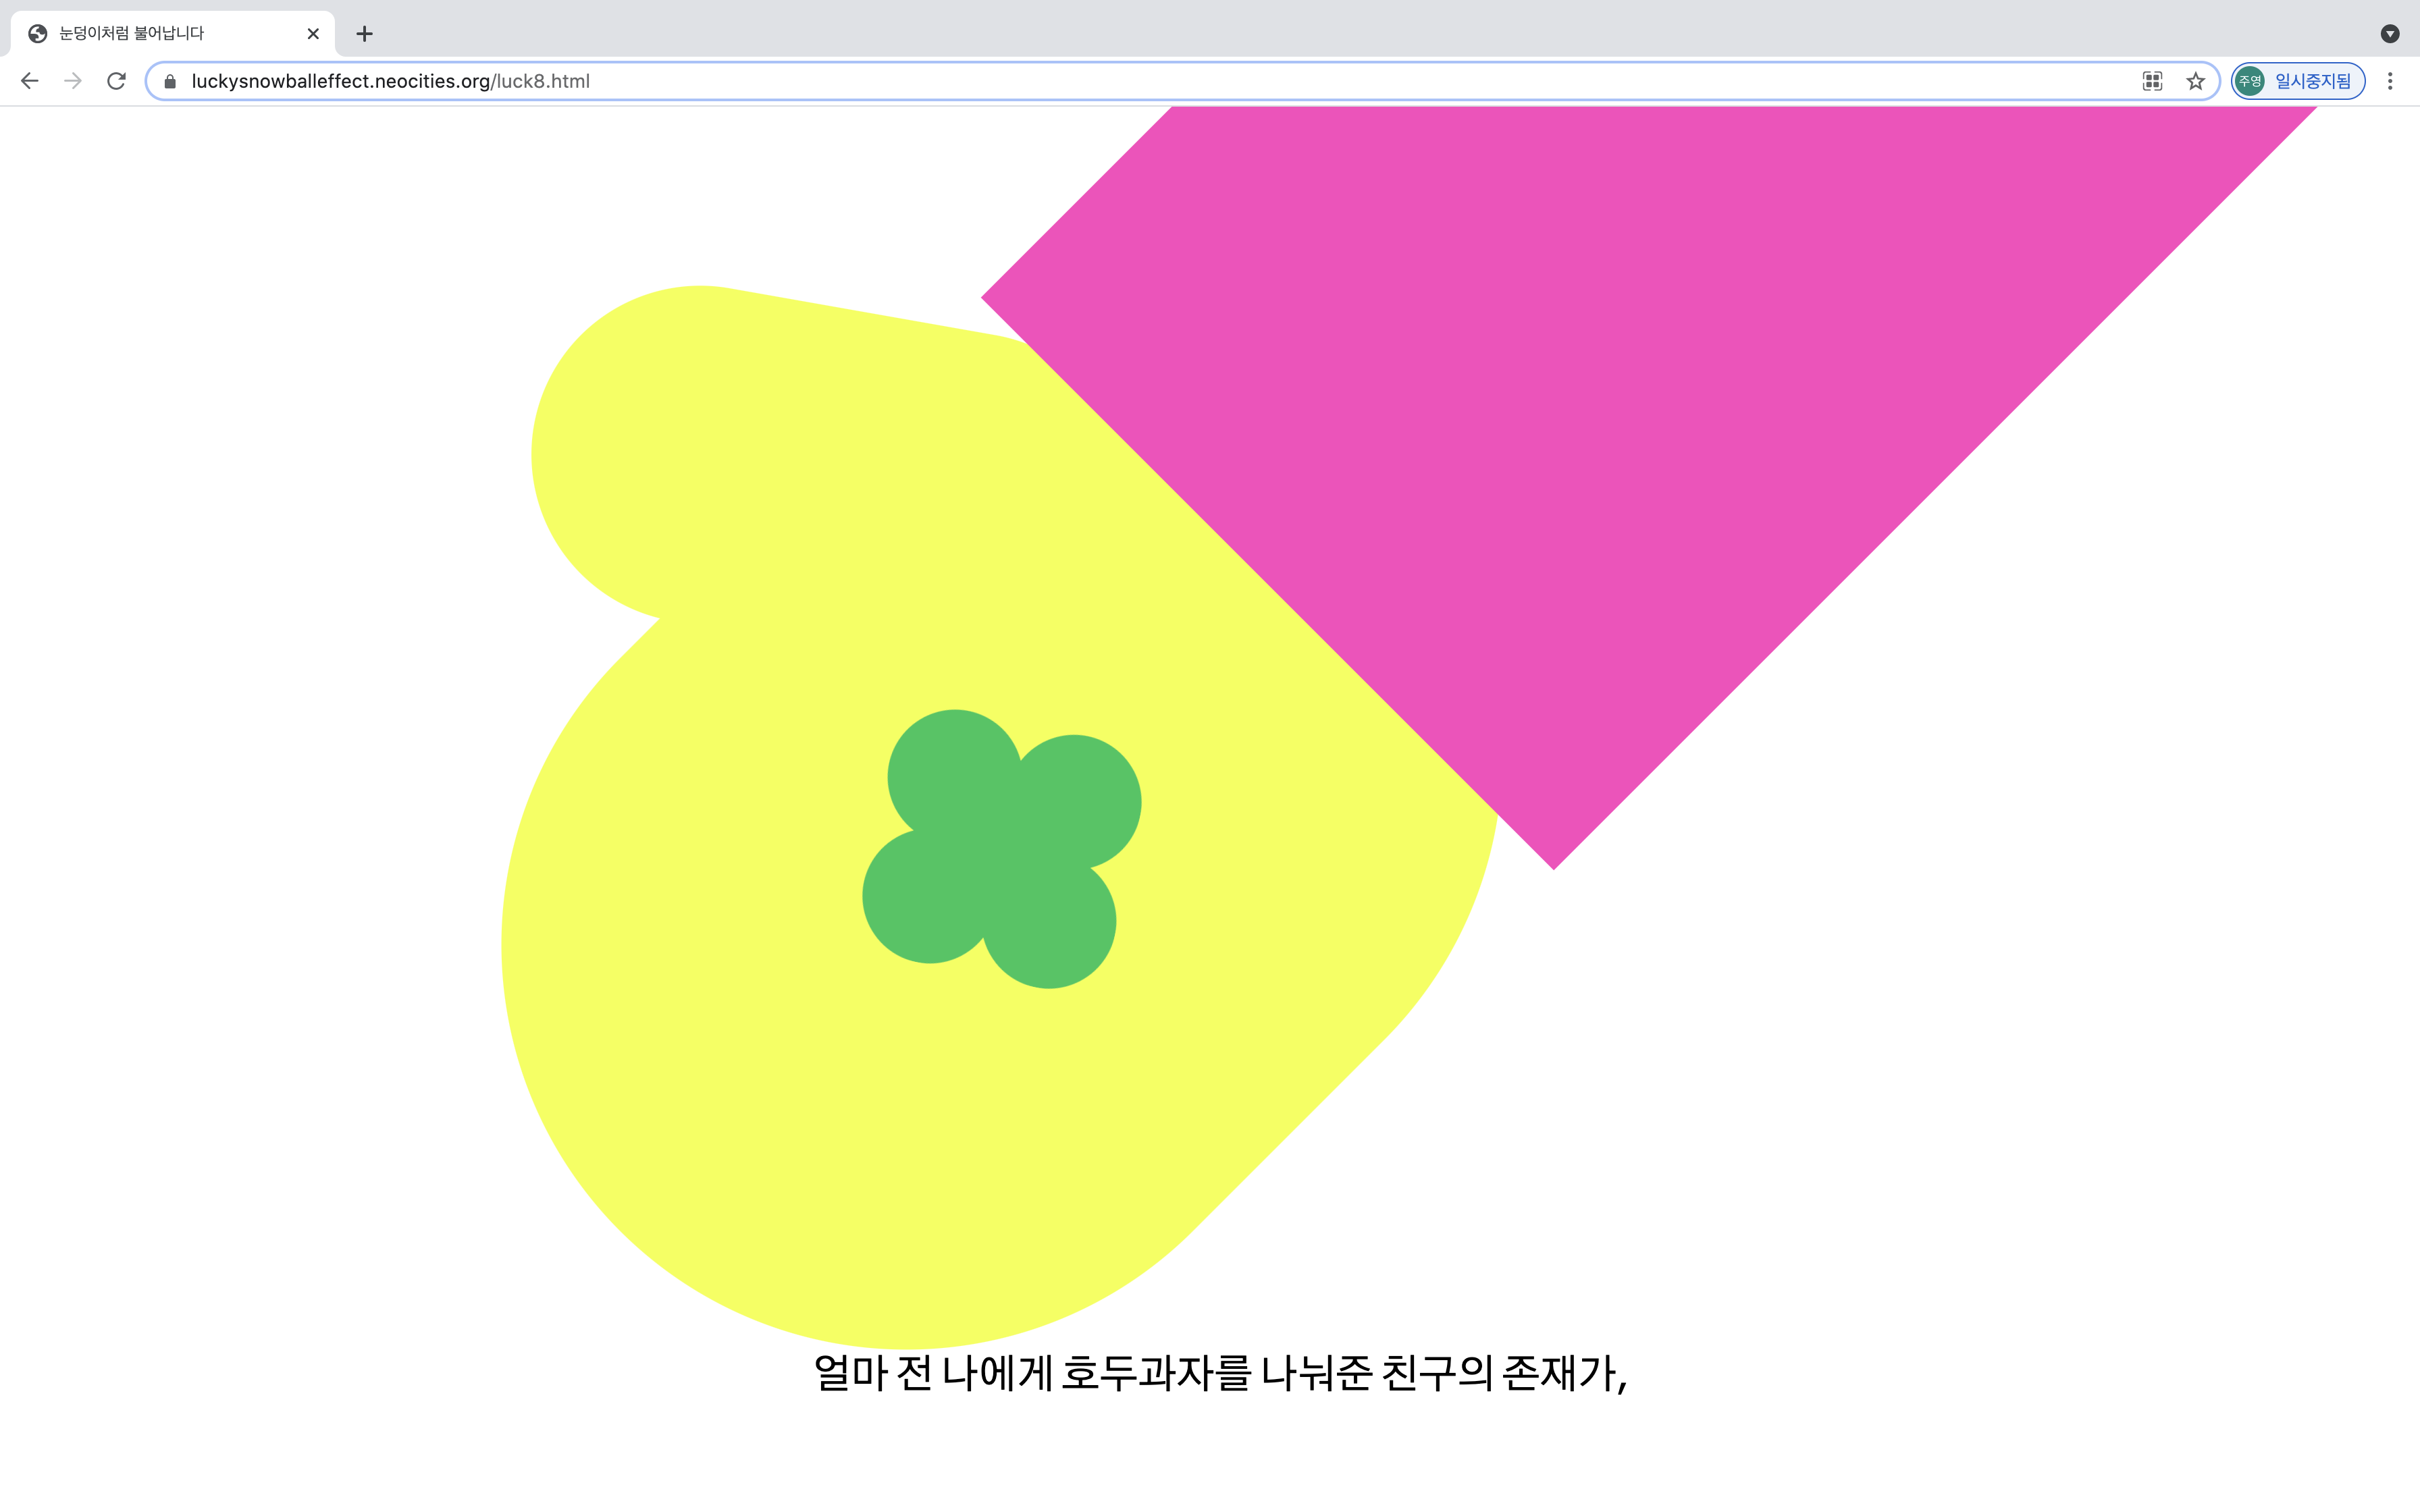 눈덩이처럼 불어납니다
luckysnowballeffect.neocities.org/luck8.html
주영 일시중지됨
얼마 전 나에게 호두과자를 나눠준 친구의 존재가,